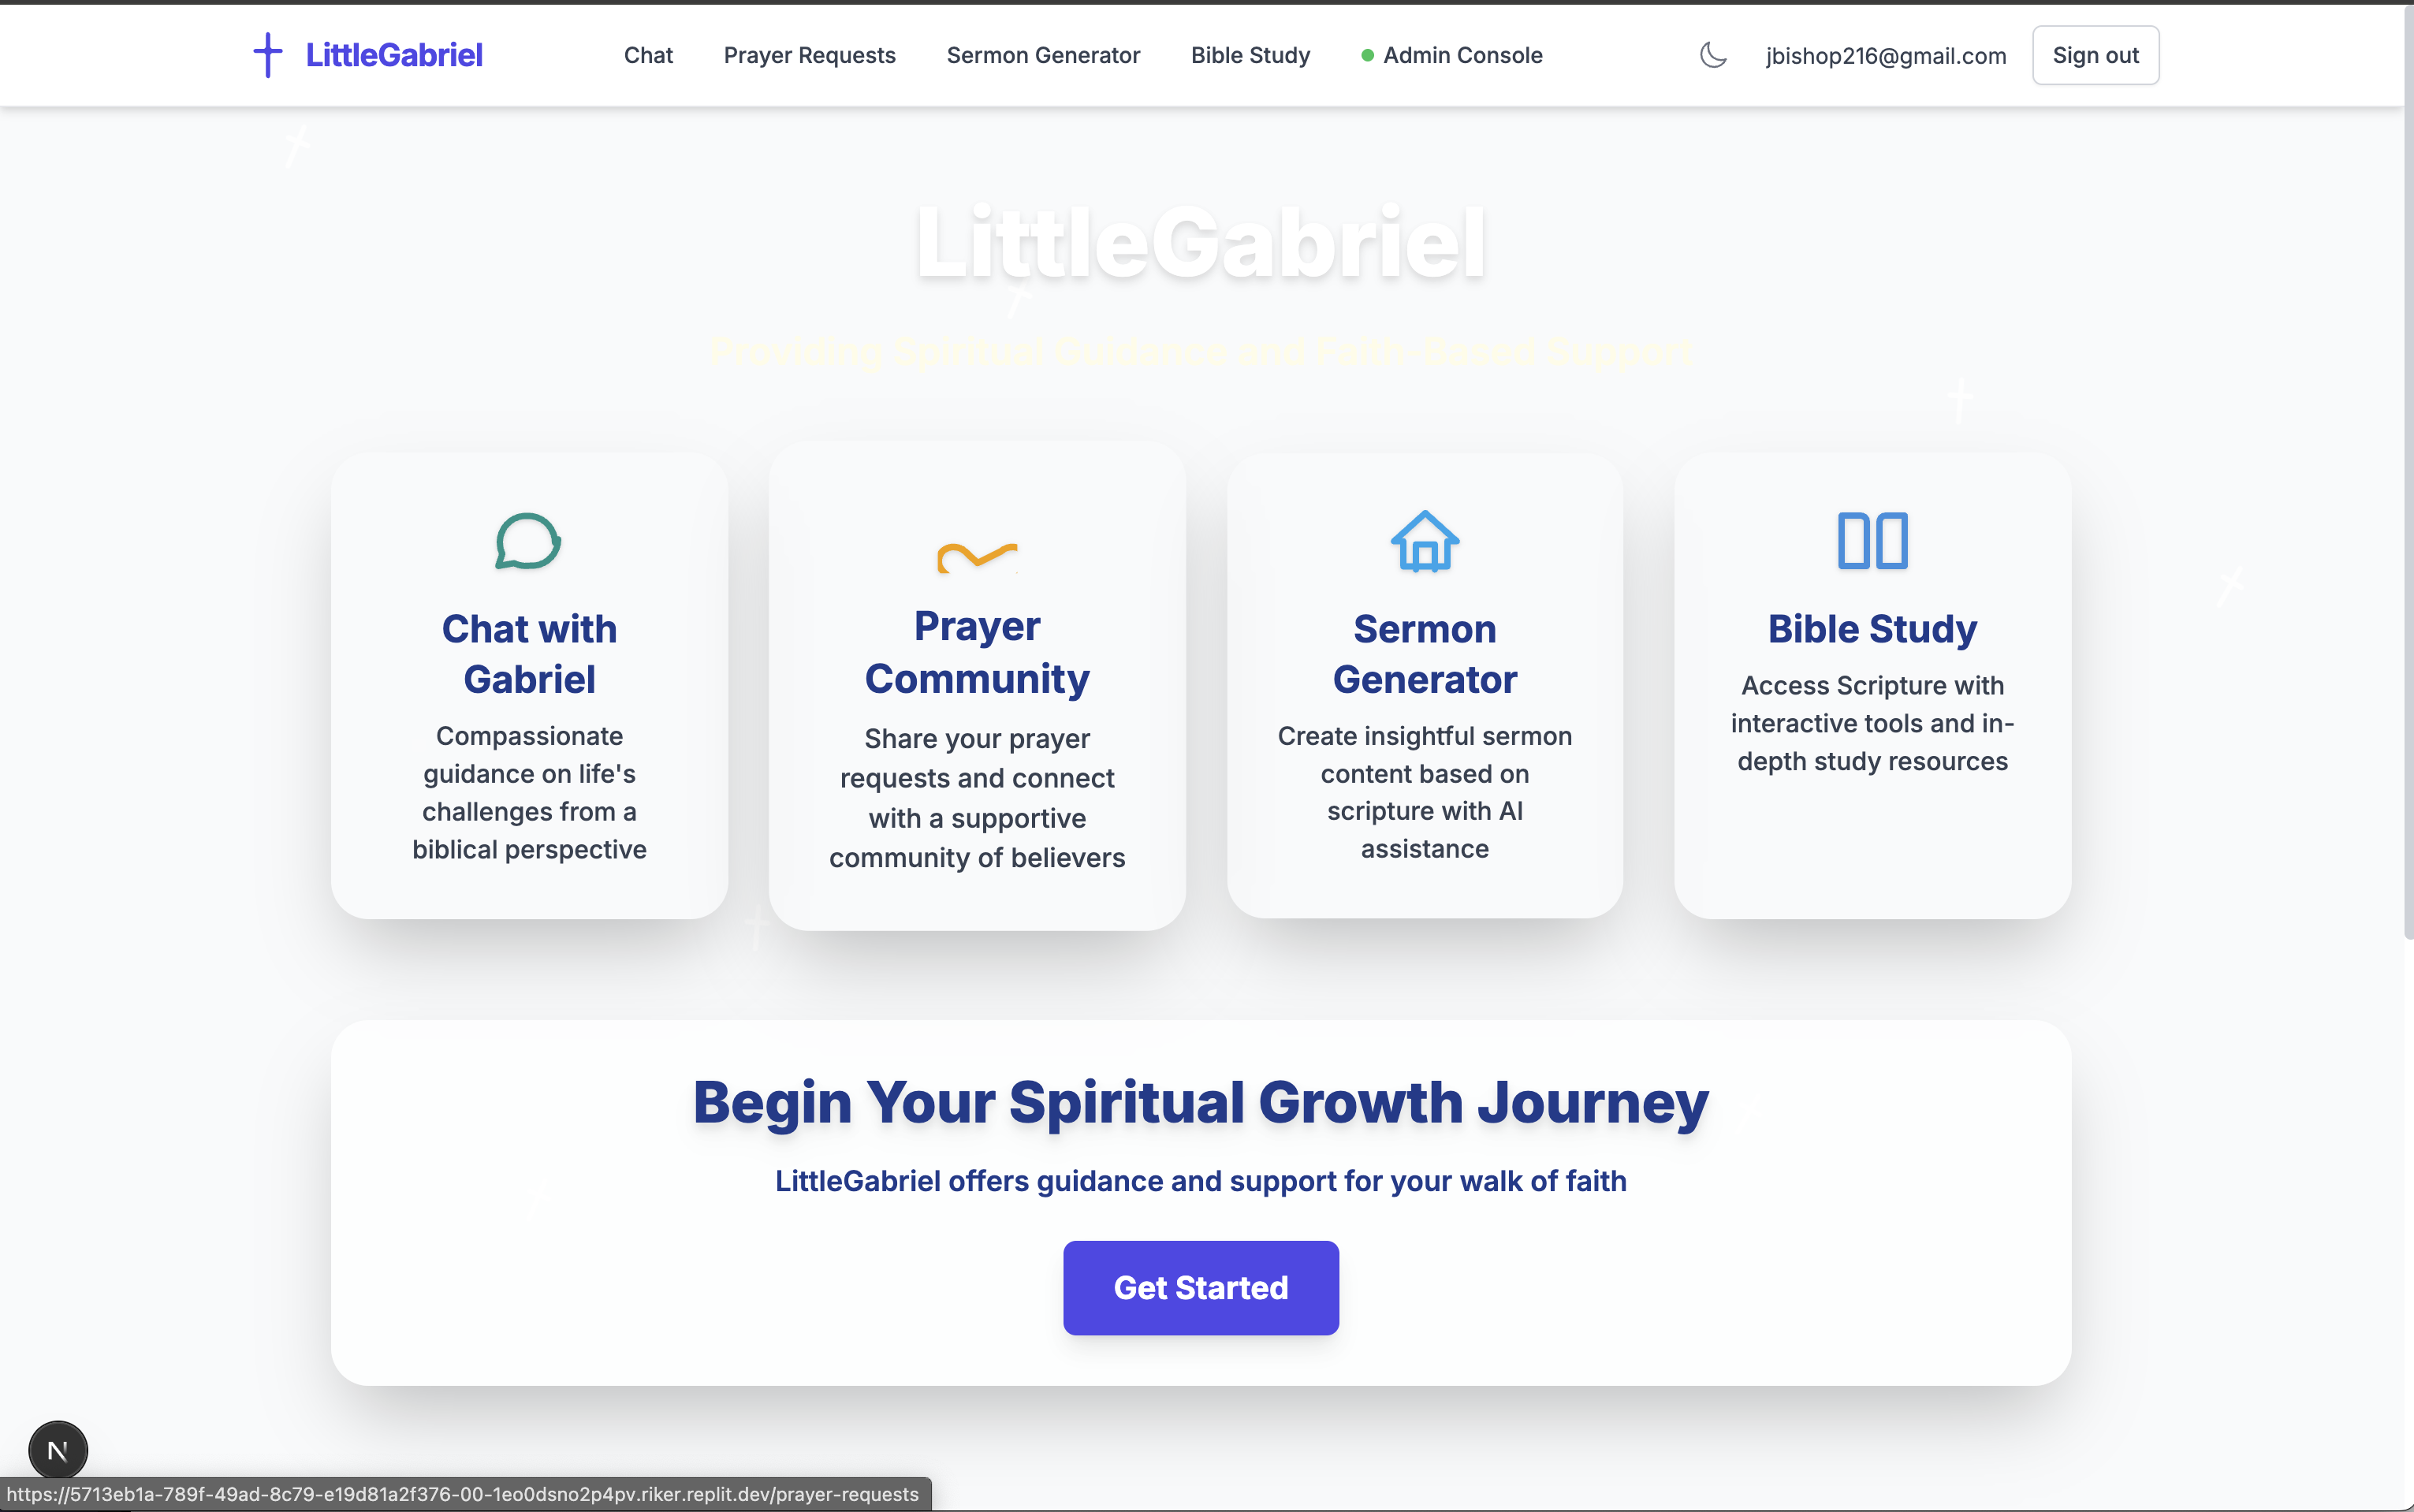 LittleGabriel
Chat
Prayer Requests
Sermon Generator
Bible Study
Admin Console
jbishop216@gmail.com
Sign out
LittleGabriel
Providing Spiritual Guidance and Faith-Based Support
Chat with
Gabriel
Compassionate
guidance on life's
challenges from a
biblical perspective
Prayer
Community
Share your prayer
requests and connect
with a supportive
community of believers
Sermon
Generator
Create insightful sermon
content based on
scripture with AI
assistance
Bible Study
Access Scripture with
interactive tools and in-
depth study resources
Begin Your Spiritual Growth Journey
LittleGabriel offers guidance and support for your walk of faith
Get Started
N
https://5713eb1a-789f-49ad-8c79-e19d81a2f376-00-1eo0dsno2p4pv.riker.replit.dev/prayer-requests